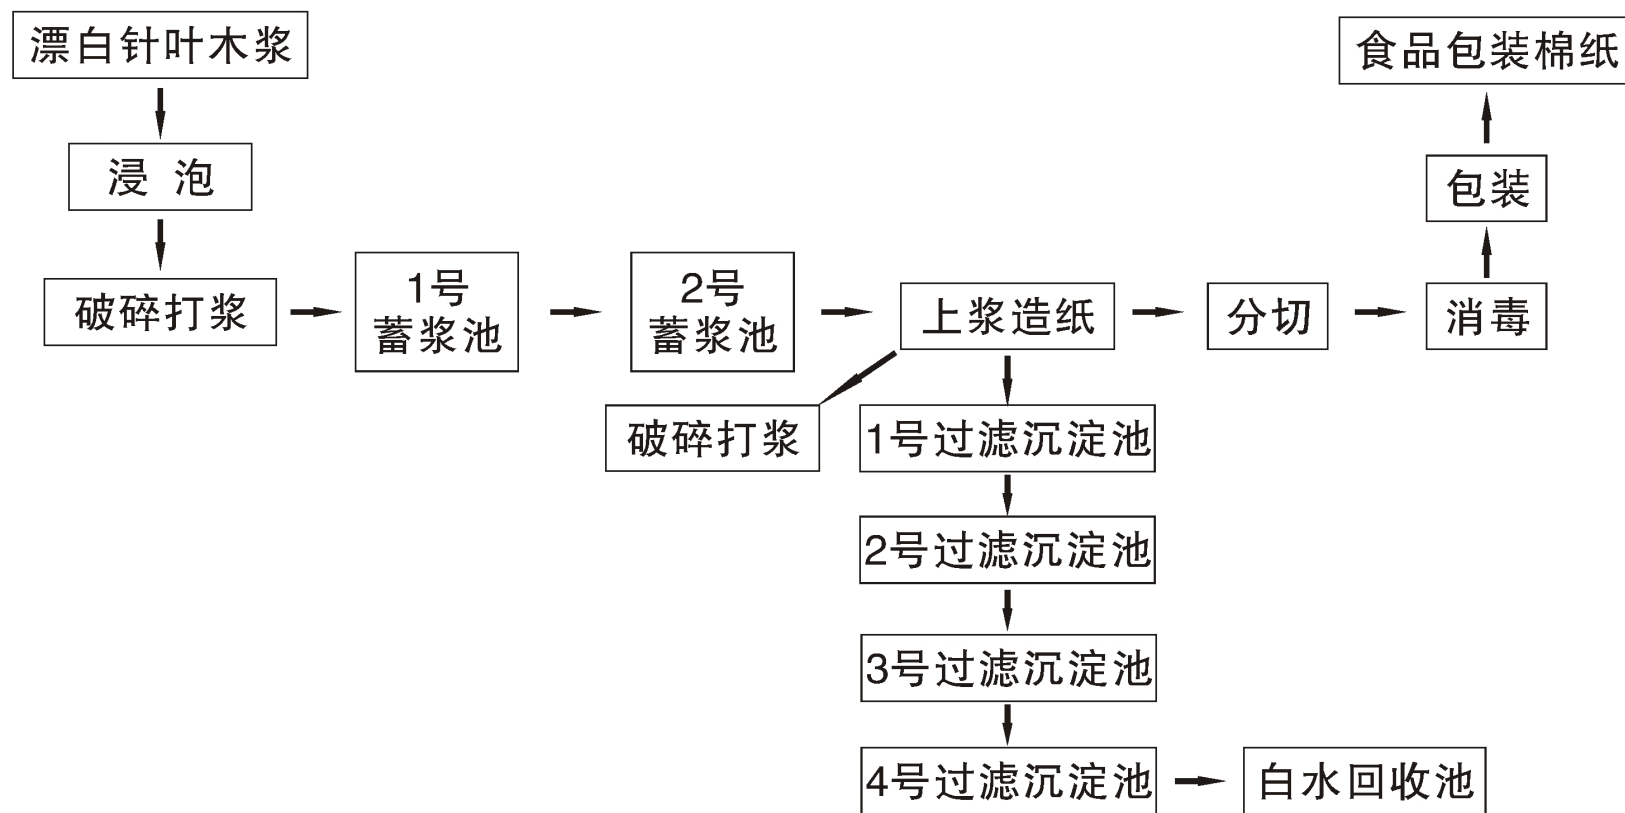 漂白针叶木浆
食品包装棉纸
浸 泡
包装
破碎打浆
1号
蓄浆池
2号
蓄浆池
上浆造纸
分切
消毒
破碎打浆
1号过滤沉淀池
2号过滤沉淀池
3号过滤沉淀池
4号过滤沉淀池
白水回收池